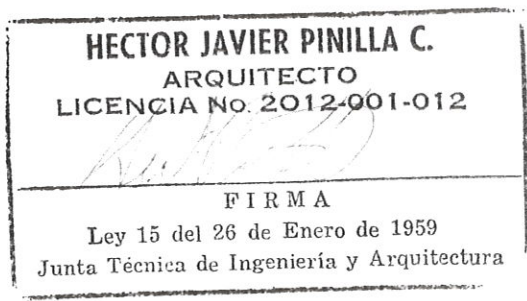 HECTOR JAVIER PINILLA C.
ARQUITECTO
LICENCIA No. 2012-001-012
FIRMA
Ley 15 del 26 de Enero de 1959
Junta Técnica de Ingeniería y Arquitectura